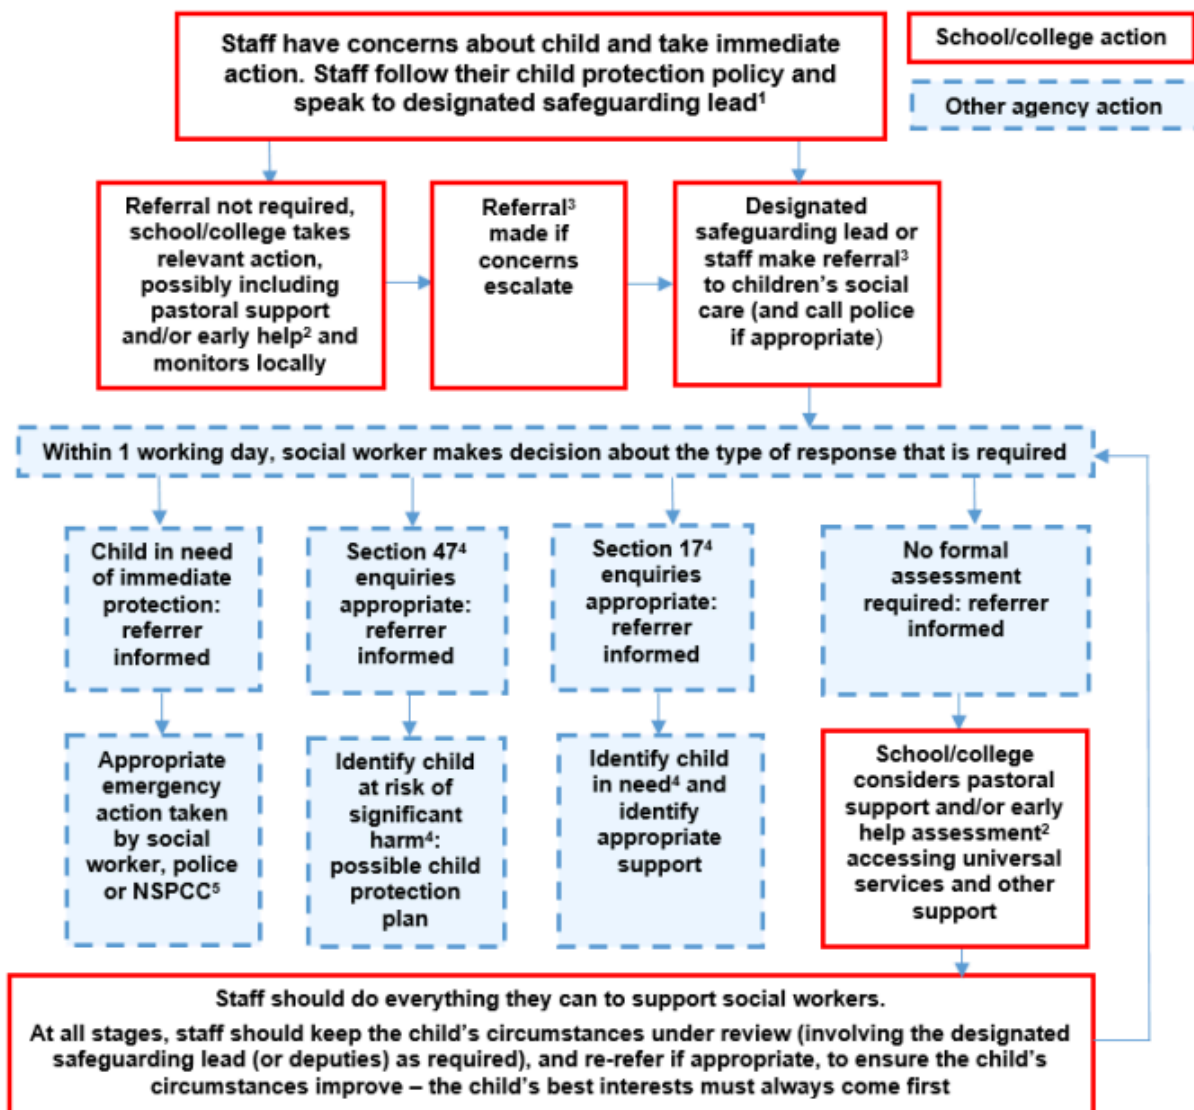 Staff have concerns about child and take immediate
action. Staff follow their child protection policy and
speak to designated safeguarding lead¹
School/college action
Other agency action
Referral not required,
school/college takes
relevant action,
possibly including
pastoral support
and/or early help² and
monitors locally
Referral³
made if
concerns
escalate
Designated
safeguarding lead or
staff make referral³
to children's social
care (and call police
if appropriate)
Within 1 working day, social worker makes decision about the type of response that is required
Child in need
of immediate
protection:
referrer
informed
Section 47⁴
enquiries
appropriate:
referrer
informed
Section 17⁴
enquiries
appropriate:
referrer
informed
No formal
assessment
required: referrer
informed
Appropriate
emergency
action taken
by social
worker, police
or NSPCC⁵
Identify child
at risk of
significant
harm⁴:
possible child
protection
plan
Identify child
in need⁴ and
identify
appropriate
support
School/college
considers pastoral
support and/or early
help assessment²
accessing universal
services and other
support
Staff should do everything they can to support social workers.
At all stages, staff should keep the child's circumstances under review (involving the designated
safeguarding lead (or deputies) as required), and re-refer if appropriate, to ensure the child's
circumstances improve – the child's best interests must always come first